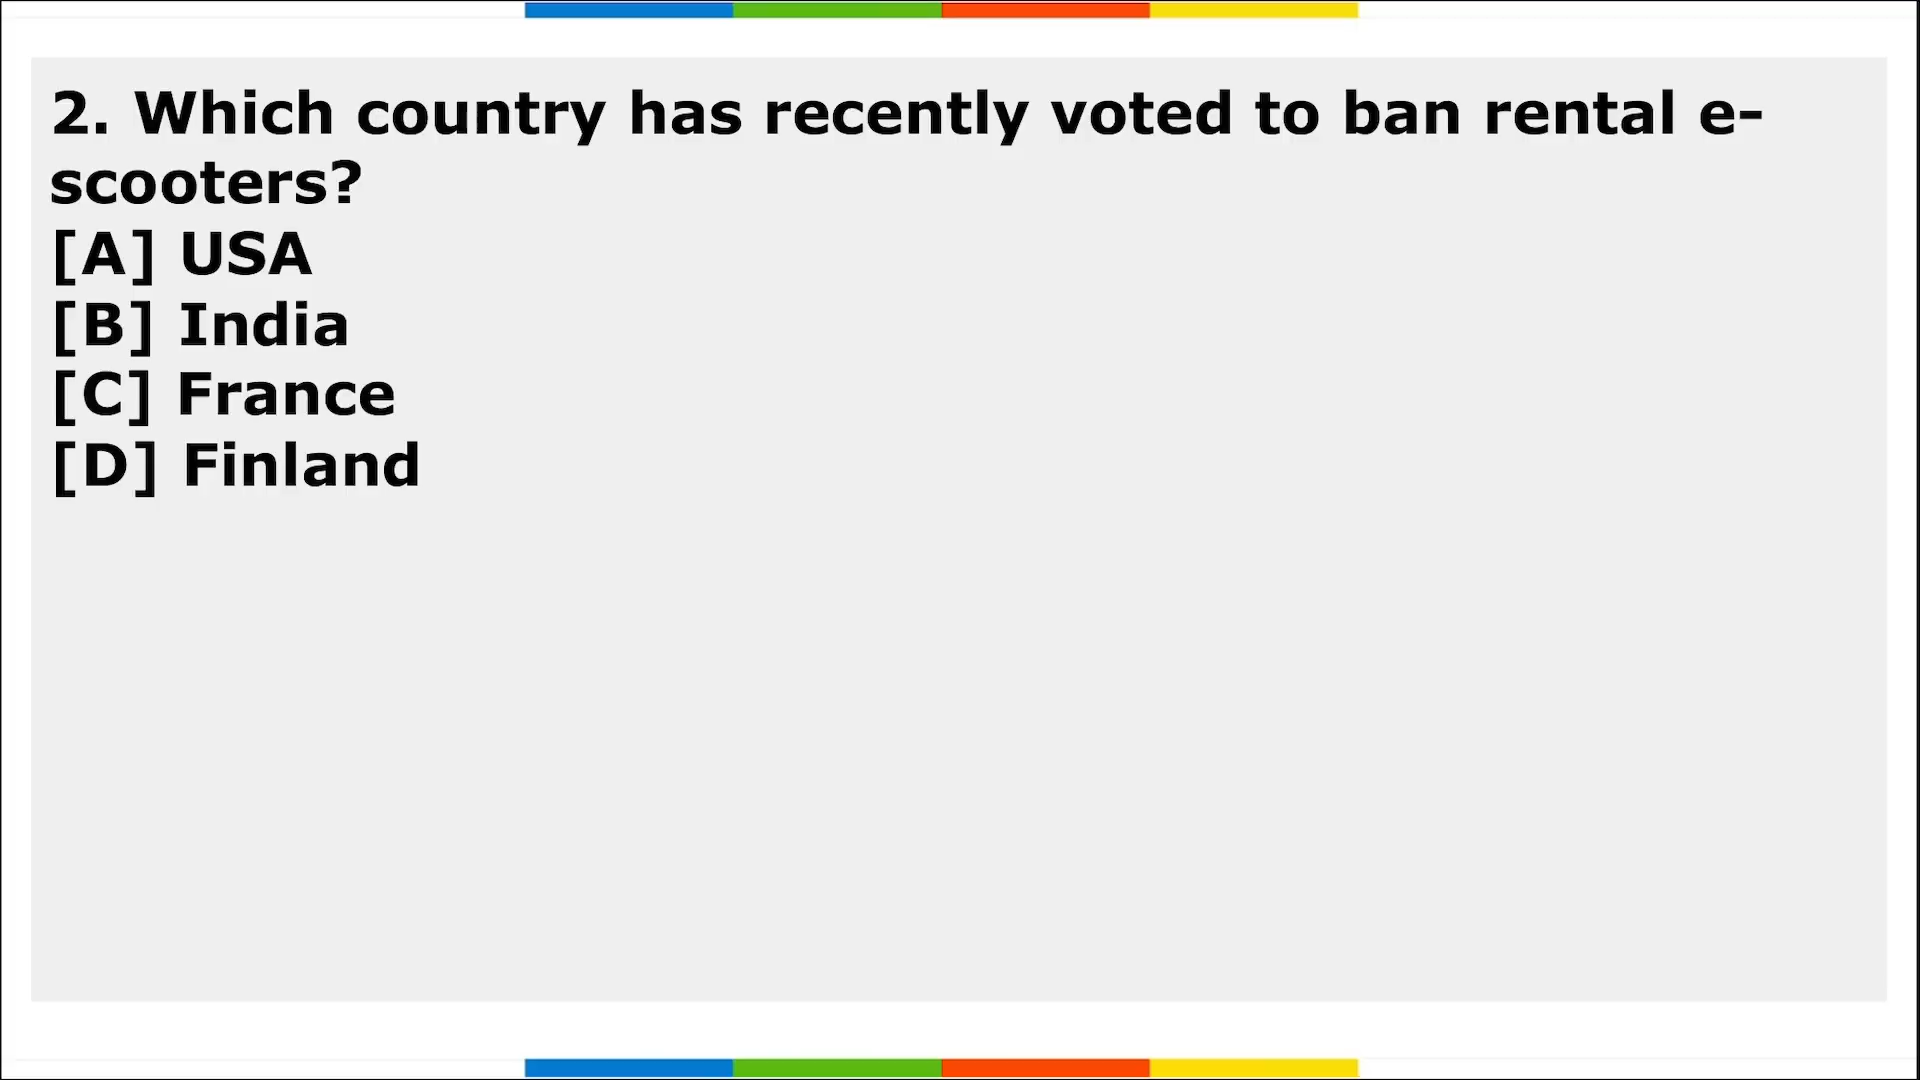 2. Which country has recently voted to ban rental e-
scooters?
[A] USA
[B] India
[C] France
[D] Finland